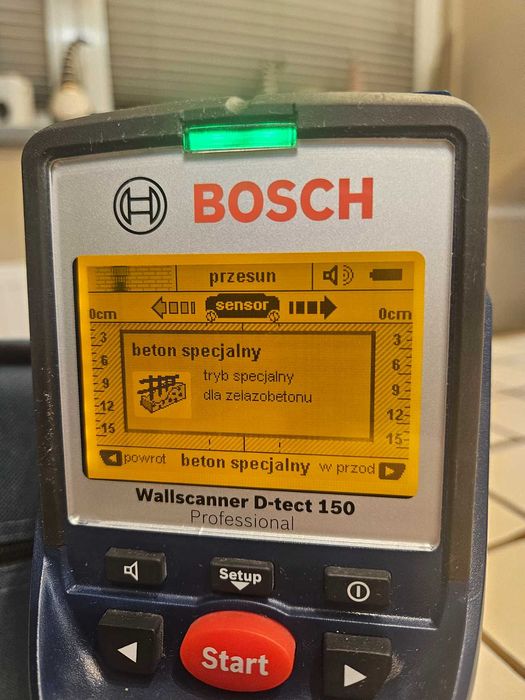 BOSCH
przesun
0cm sensor 0cm
3 3
6 6
9 9
12 12
15 15
beton specjalny
tryb specjalny
dla zelazobetonu
powrot beton specjalny w przod
Wallscanner D-tect 150
Professional
Setup
Start